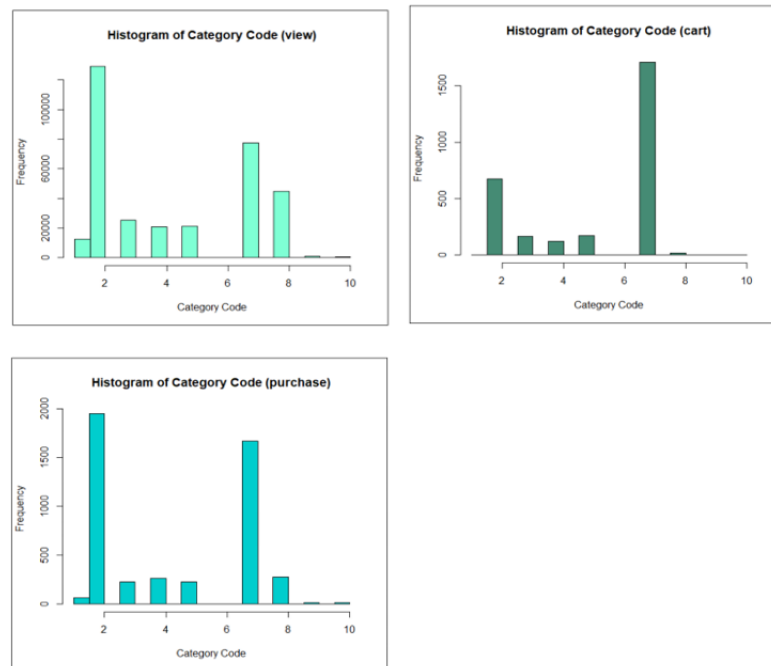 Histogram of Category Code (view)
Frequency
100000
60000
20000
0
2 4 6 8 10
Category Code
Histogram of Category Code (cart)
Frequency
1500
1000
500
0
2 4 6 8 10
Category Code
Histogram of Category Code (purchase)
Frequency
2000
1500
1000
500
0
2 4 6 8 10
Category Code